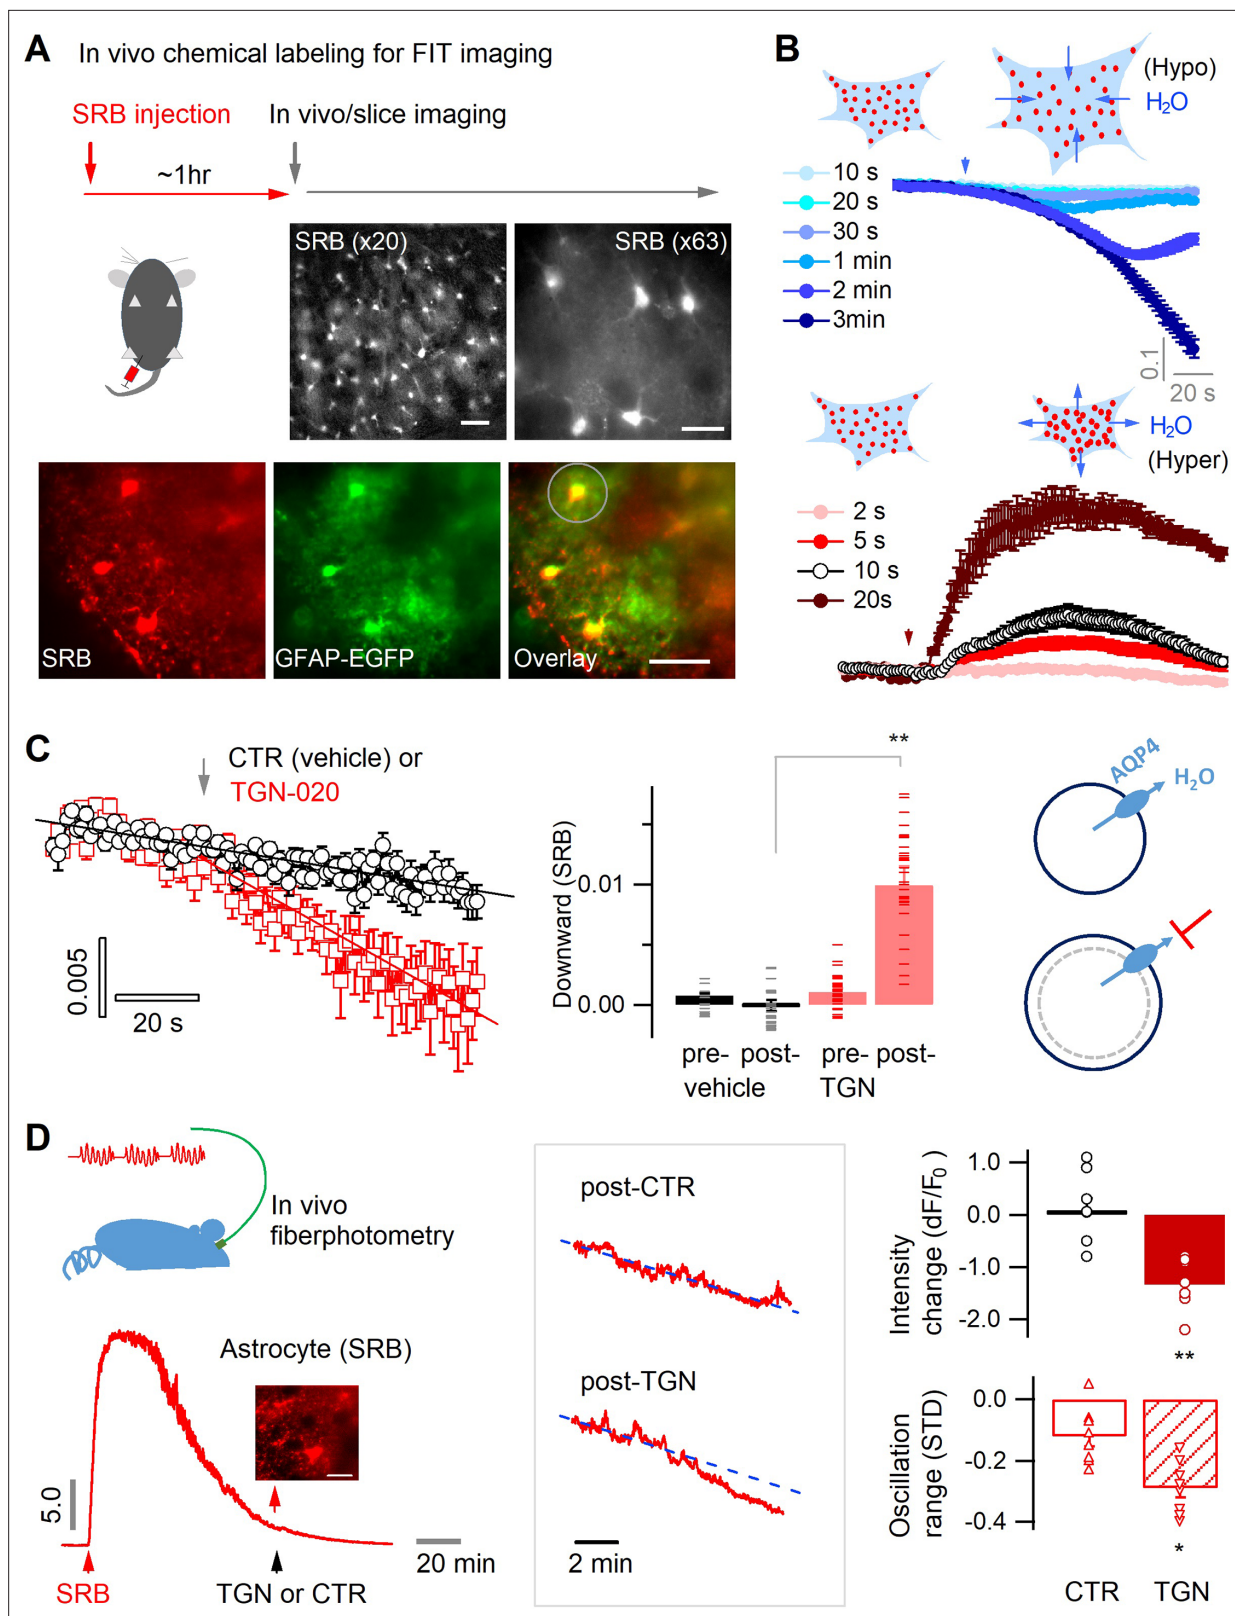 A In vivo chemical labeling for FIT imaging
SRB injection
In vivo/slice imaging
~1hr
SRB (x20)
SRB (x63)
SRB
GFAP-EGFP
Overlay
B
(Hypo)
H₂O
10 s
20 s
30 s
1 min
2 min
3min
0.1
20 s
H₂O
(Hyper)
2 s
5 s
10 s
20s
C
CTR (vehicle) or
TGN-020
0.005
20 s
Downward (SRB)
0.01
0.00
**
pre- post-
vehicle
pre- post-
TGN
AQP4
H₂O
D
In vivo
fiberphotometry
Astrocyte (SRB)
5.0
20 min
SRB
TGN or CTR
post-CTR
post-TGN
2 min
Intensity
change (dF/F₀)
1.0
0.0
-1.0
-2.0
**
Oscillation
range (STD)
0.0
-0.2
-0.4
*
CTR
TGN